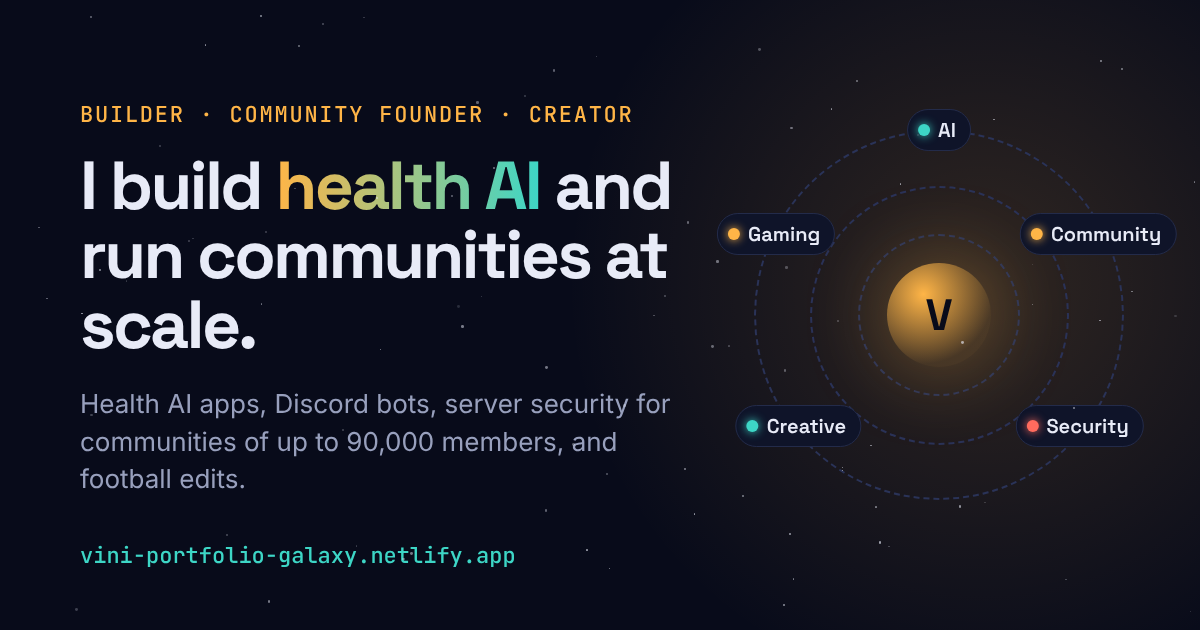 BUILDER · COMMUNITY FOUNDER · CREATOR
I build health AI and
run communities at
scale.
Health AI apps, Discord bots, server security for
communities of up to 90,000 members, and
football edits.
vini-portfolio-galaxy.netlify.app
AI
Gaming
Community
V
Creative
Security